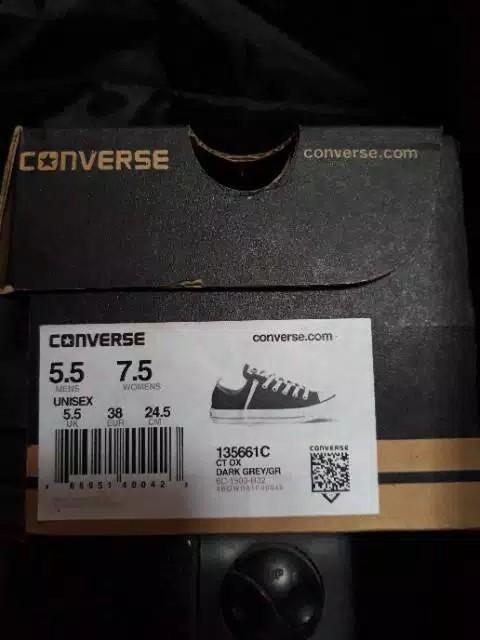 CONVERSE converse.com
CONVERSE converse.com
5.5 7.5
MENS WOMENS
UNISEX
5.5 38 24.5
UK EUR CM
135661C
CT OX
DARK GREY/GR
CONVERSE